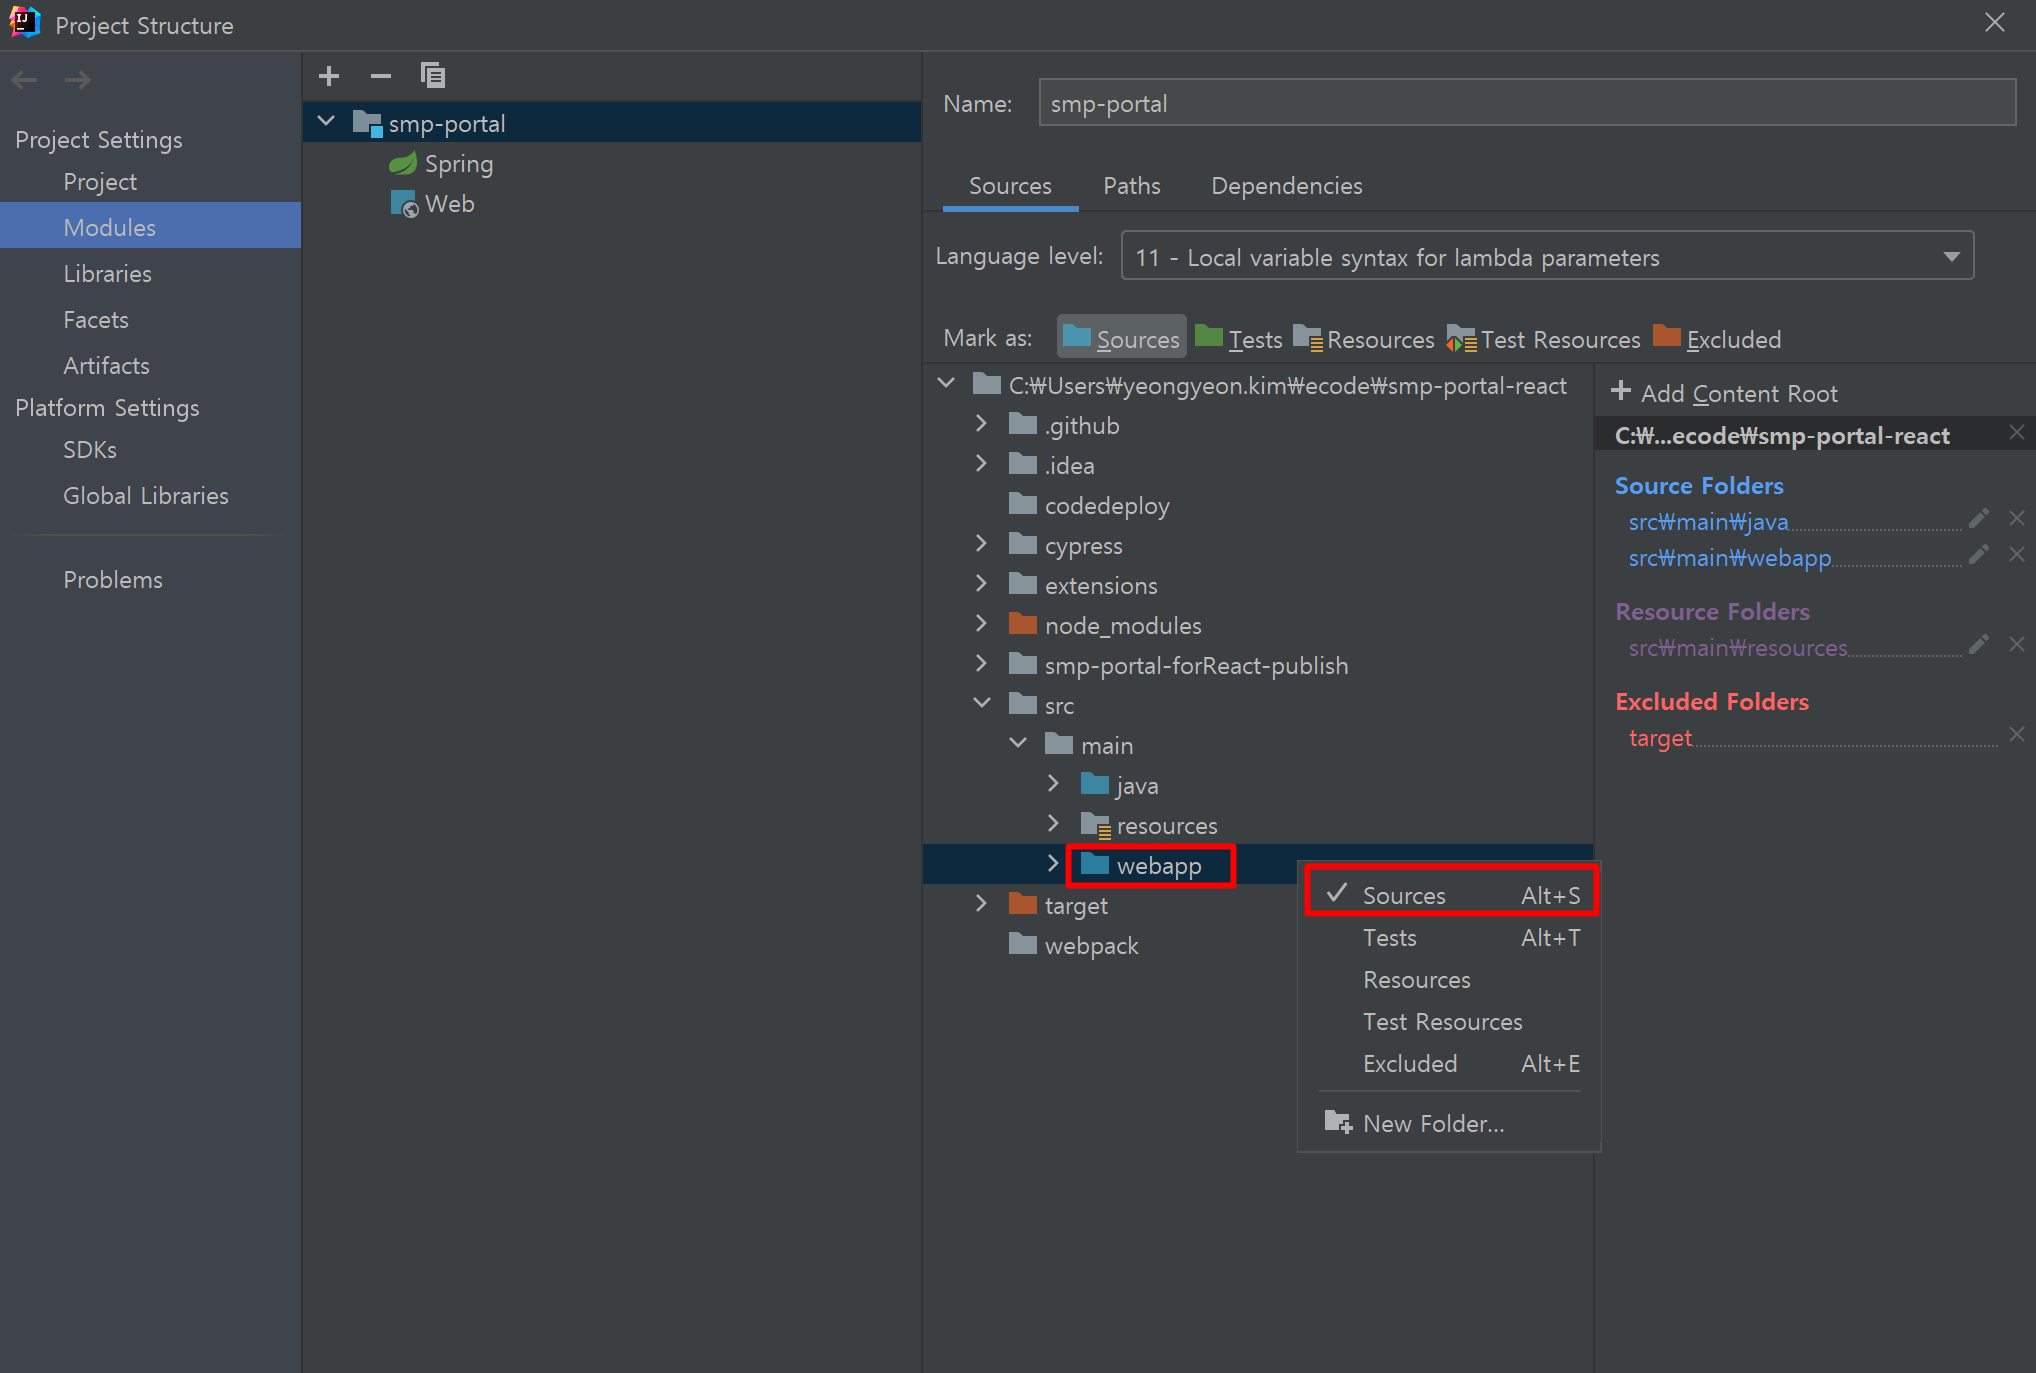 Project Structure
Project Settings
Project
Modules
Libraries
Facets
Artifacts
Platform Settings
SDKs
Global Libraries
Problems
smp-portal
Spring
Web
Name: smp-portal
Sources Paths Dependencies
Language level: 11 - Local variable syntax for lambda parameters
Mark as: Sources Tests Resources Test Resources Excluded
C:₩Users₩yeongyeon.kim₩ecode₩smp-portal-react
.github
.idea
codedeploy
cypress
extensions
node_modules
smp-portal-forReact-publish
src
main
java
resources
webapp
target
webpack
Sources Alt+S
Tests Alt+T
Resources
Test Resources
Excluded Alt+E
New Folder...
Add Content Root
C:₩...ecode₩smp-portal-react
Source Folders
src₩main₩java
src₩main₩webapp
Resource Folders
src₩main₩resources
Excluded Folders
target